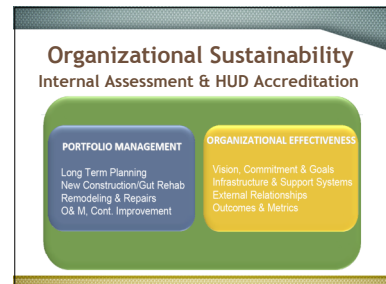 Organizational Sustainability
Internal Assessment & HUD Accreditation
PORTFOLIO MANAGEMENT
Long Term Planning
New Construction/Gut Rehab
Remodeling & Repairs
O& M, Cont. Improvement
ORGANIZATIONAL EFFECTIVENESS
Vision, Commitment & Goals
Infrastructure & Support Systems
External Relationships
Outcomes & Metrics